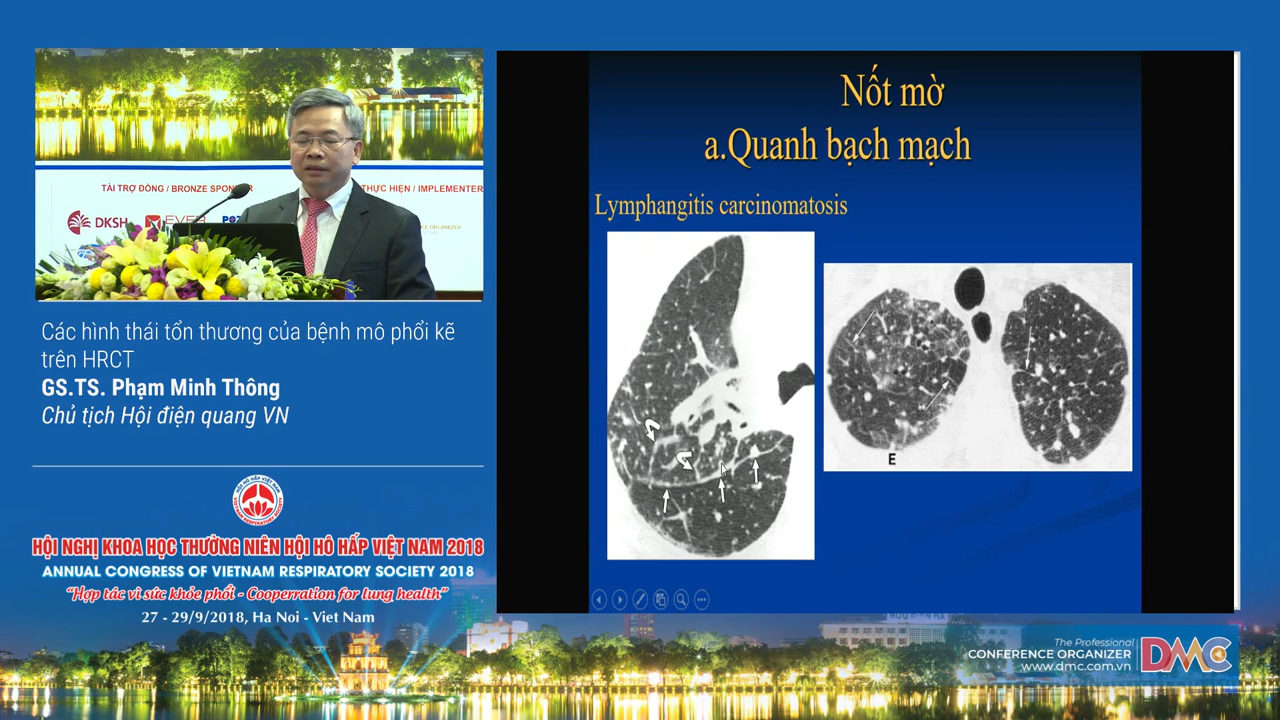 TÀI TRỢ ĐỒNG / BRONZE SPONSOR
THỰC HIỆN / IMPLEMENTER
DKSH
EVER
Các hình thái tổn thương của bệnh mô phổi kẽ
trên HRCT
GS.TS. Phạm Minh Thông
Chủ tịch Hội điện quang VN
HỘI NGHỊ KHOA HỌC THƯỜNG NIÊN HỘI HÔ HẤP VIỆT NAM 2018
ANNUAL CONGRESS OF VIETNAM RESPIRATORY SOCIETY 2018
"Hợp tác vì sức khỏe phổi - Cooperration for lung health"
27 - 29/9/2018, Ha Noi - Viet Nam
Nốt mờ
a.Quanh bạch mạch
Lymphangitis carcinomatosis
E
The Professional
CONFERENCE ORGANIZER
www.dmc.com.vn
DMC